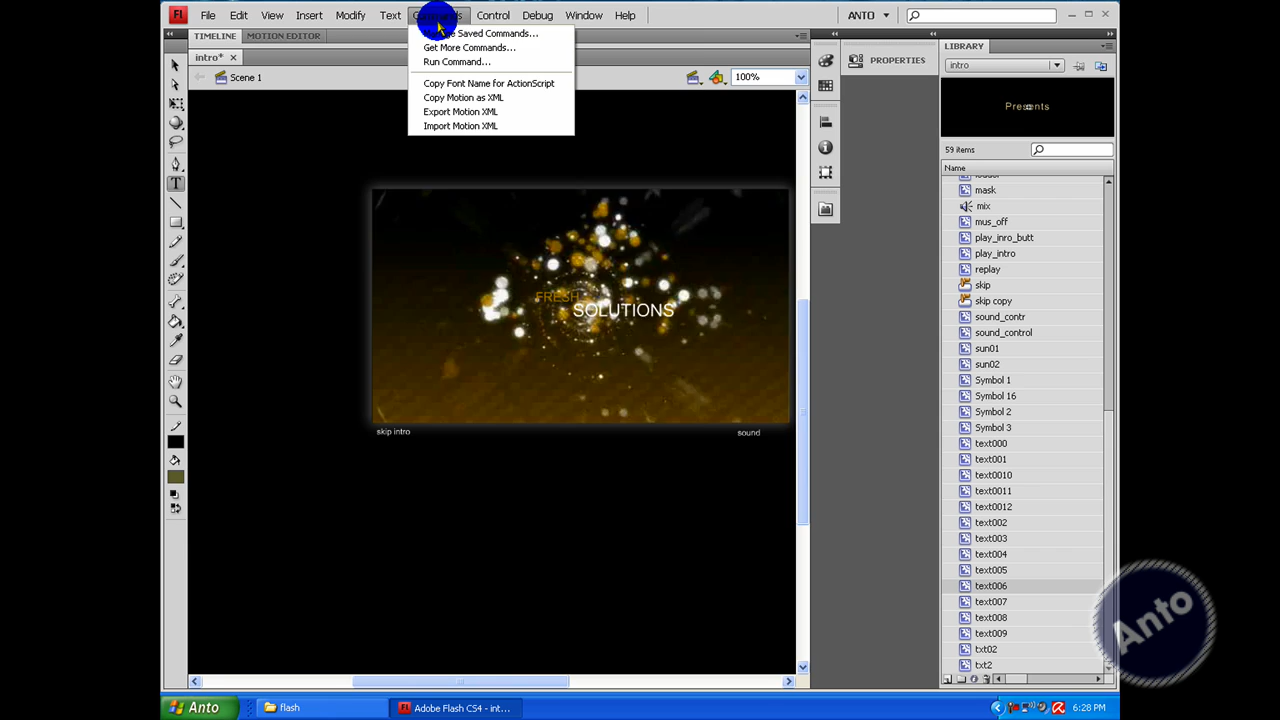 Fl File Edit View Insert Modify Text Commands Control Debug Window Help ANTO
TIMELINE MOTION EDITOR
intro* ×
Scene 1
100%
Manage Saved Commands...
Get More Commands...
Run Command...
Copy Font Name for ActionScript
Copy Motion as XML
Export Motion XML
Import Motion XML
FRESH
SOLUTIONS
skip intro
sound
PROPERTIES
LIBRARY
intro
Presents
59 items
Name
mask
mix
mus_off
play_inro_butt
play_intro
replay
skip
skip copy
sound_contr
sound_control
sun01
sun02
Symbol 1
Symbol 16
Symbol 2
Symbol 3
text000
text001
text0010
text0011
text0012
text002
text003
text004
text005
text006
text007
text008
text009
txt02
txt2
Anto
Anto
flash
Adobe Flash CS4 - int...
6:28 PM